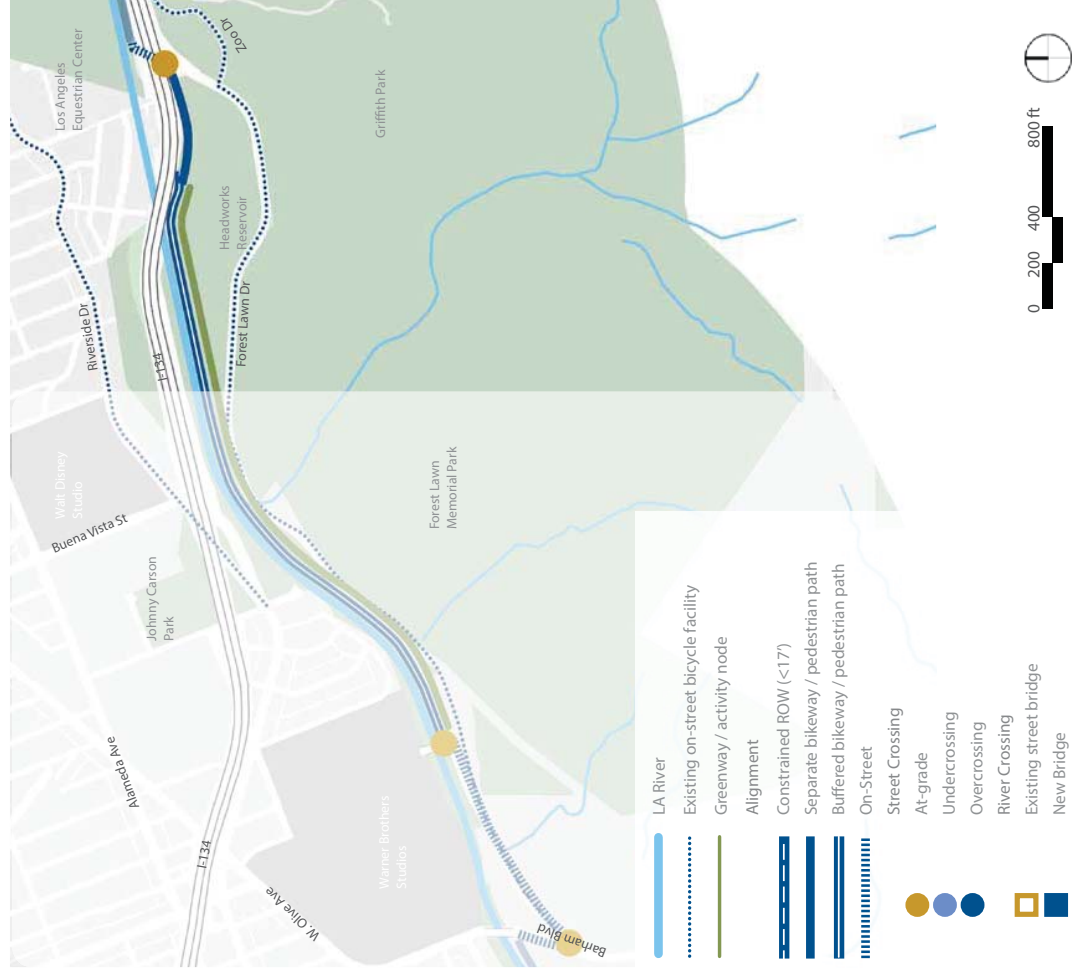 Los Angeles
Equestrian Center
Zoo Dr
Griffith Park
Headworks
Reservoir
Riverside Dr
I-134
Forest Lawn Dr
Walt Disney
Studio
Buena Vista St
Forest Lawn
Memorial Park
Johnny Carson
Park
Alameda Ave
I-134
W. Olive Ave
Warner Brothers
Studios
Barham Blvd
LA River
Existing on-street bicycle facility
Greenway / activity node
Alignment
Constrained ROW (<17')
Separate bikeway / pedestrian path
Buffered bikeway / pedestrian path
On-Street
Street Crossing
At-grade
Undercrossing
Overcrossing
River Crossing
Existing street bridge
New Bridge
0 200 400 800 ft